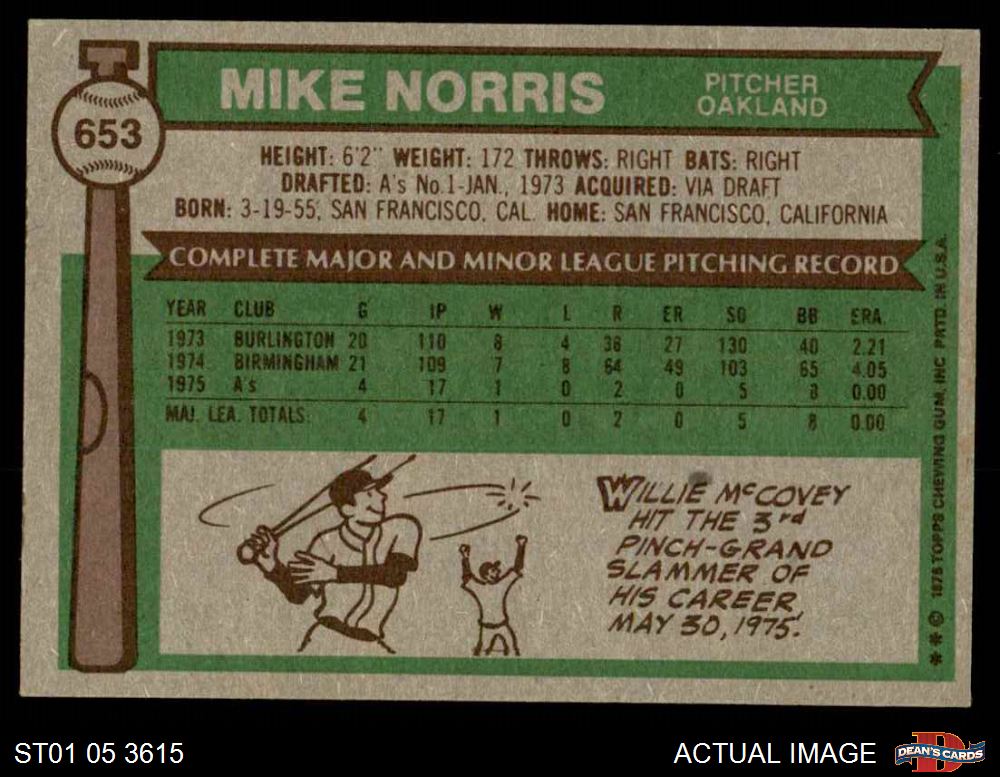 MIKE NORRIS
PITCHER
OAKLAND
653
HEIGHT: 6'2" WEIGHT: 172 THROWS: RIGHT BATS: RIGHT
DRAFTED: A's No.1-JAN., 1973 ACQUIRED: VIA DRAFT
BORN: 3-19-55, SAN FRANCISCO, CAL. HOME: SAN FRANCISCO, CALIFORNIA
COMPLETE MAJOR AND MINOR LEAGUE PITCHING RECORD
YEAR CLUB G IP W L R ER SO BB ERA
1973 BURLINGTON 20 110 8 4 36 27 130 40 2.21
1974 BIRMINGHAM 21 109 7 8 64 49 103 65 4.05
1975 A's 4 17 1 0 2 0 5 8 0.00
MAJ. LEA. TOTALS 4 17 1 0 2 0 5 8 0.00
WILLIE McCOVEY
HIT THE 3rd
PINCH-GRAND
SLAMMER OF
HIS CAREER,
MAY 30, 1975.
** © 1976 TOPPS CHEWING GUM, INC. PRTD. IN U.S.A.
ST01 05 3615
ACTUAL IMAGE
DEAN'S CARDS